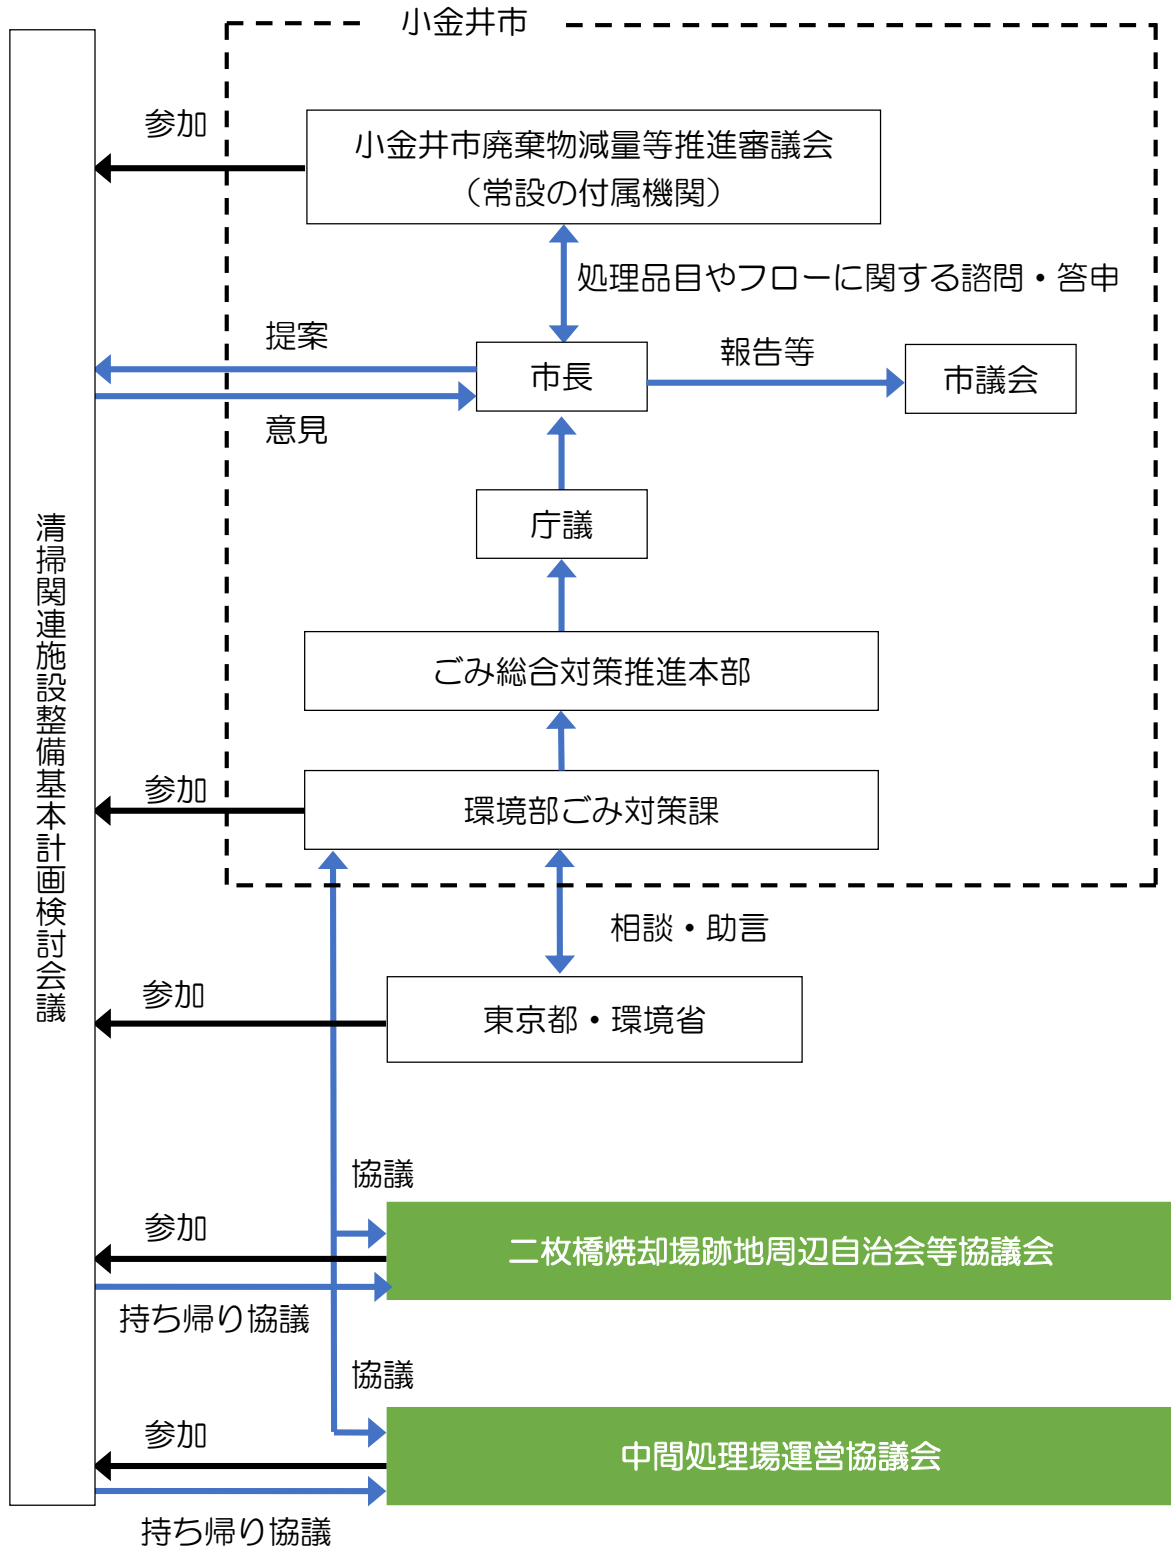 小金井市
参加
小金井市廃棄物減量等推進審議会
（常設の付属機関）
処理品目やフローに関する諮問・答申
提案
市長
報告等
市議会
意見
庁議
清掃関連施設整備基本計画検討会議
ごみ総合対策推進本部
参加
環境部ごみ対策課
相談・助言
参加
東京都・環境省
協議
参加
二枚橋焼却場跡地周辺自治会等協議会
持ち帰り協議
協議
参加
中間処理場運営協議会
持ち帰り協議